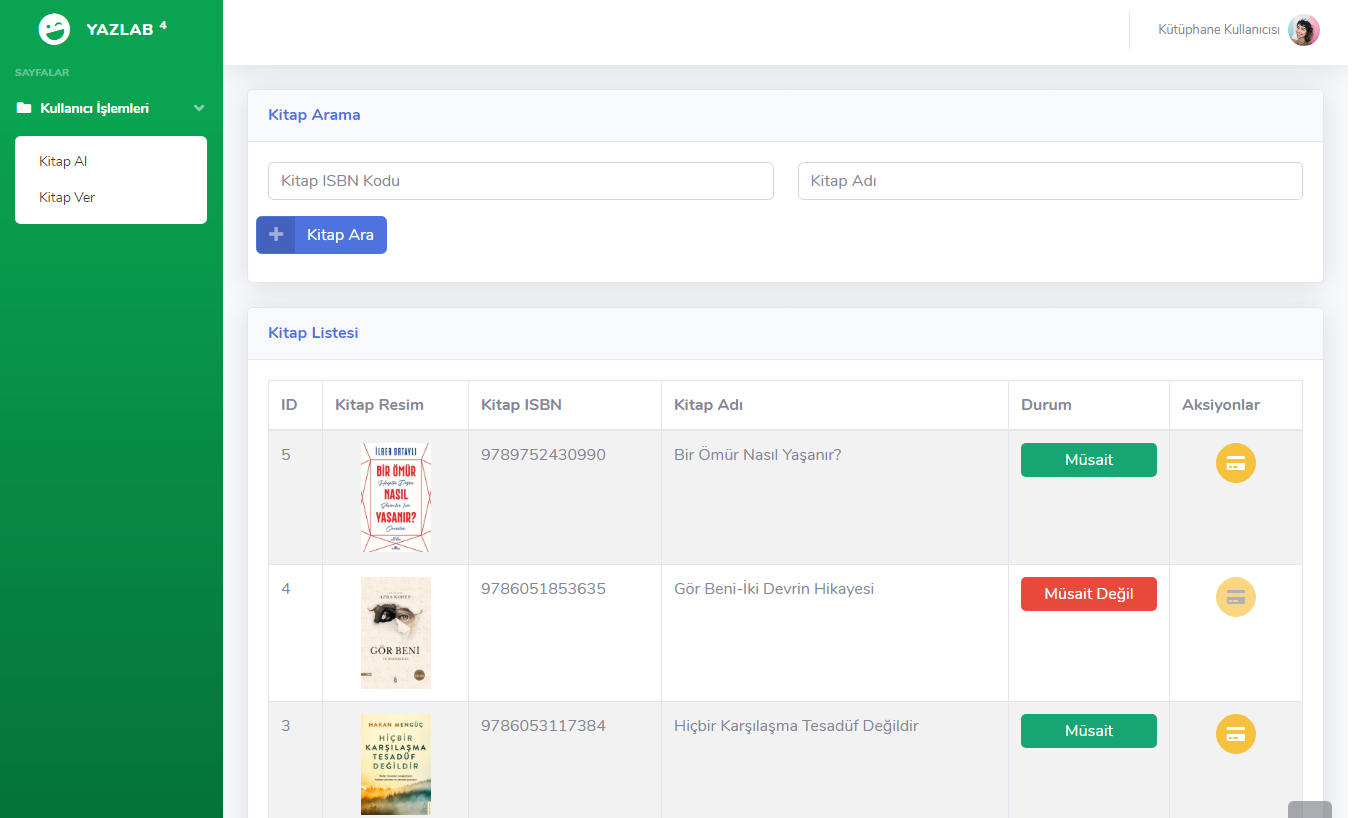 YAZLAB 4
Kütüphane Kullanıcısı
SAYFALAR
Kullanıcı İşlemleri
Kitap Al
Kitap Ver
Kitap Arama
Kitap ISBN Kodu
Kitap Adı
Kitap Ara
Kitap Listesi
ID
Kitap Resim
Kitap ISBN
Kitap Adı
Durum
Aksiyonlar
5
İLBER ORTAYLI
BİR ÖMÜR
NASIL
YAŞANIR?
9789752430990
Bir Ömür Nasıl Yaşanır?
Müsait
4
AZRA KOHEN
GÖR BENİ
9786051853635
Gör Beni-İki Devrin Hikayesi
Müsait Değil
3
HAKAN MENGÜÇ
HİÇBİR
KARŞILAŞMA
TESADÜF
DEĞİLDİR
9786053117384
Hiçbir Karşılaşma Tesadüf Değildir
Müsait